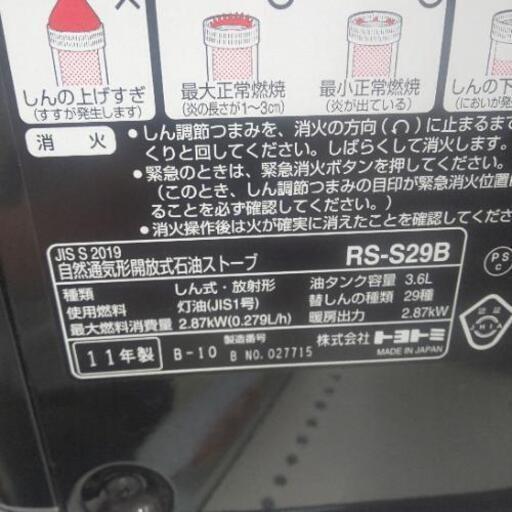 しんの上げすぎ
(すすが発生します)
最大正常燃焼
(炎の長さが1〜3cm)
最小正常燃焼
(炎が出ている)
しんの下
(においが発
消 火
●しん調節つまみを、消火の方向( )に止まるまで
くりと回してください。しばらくして消火します。
●緊急のときは、緊急消火ボタンを押してください。
(このとき、しん調節つまみの目印が緊急消火位置
ることを必ず確認してください。)
●消火操作後は火が確実に消えたことを確認
JIS S 2019
自然通気形開放式石油ストーブ RS-S29B
種類 しん式・放射形 油タンク容量 3.6L
使用燃料 灯油(JIS1号) 替しんの種類 29種
最大燃料消費量 2.87kW(0.279L/h) 暖房出力 2.87kW
11年製 B-10 製造番号 B NO.027715 株式会社 トヨトミ
MADE IN JAPAN
PS
C
認証
JHIA